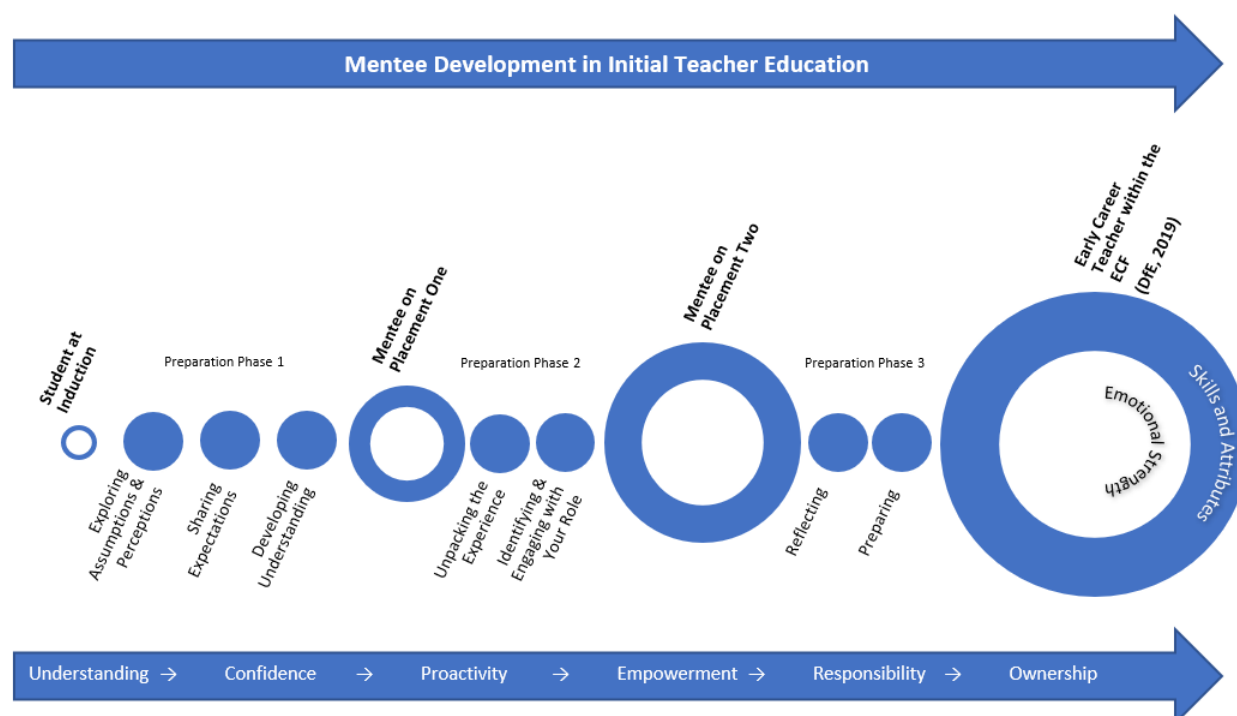 Mentee Development in Initial Teacher Education
Student at
Induction
Preparation Phase 1
Exploring
Assumptions &
Perceptions
Sharing
Expectations
Developing
Understanding
Mentee on
Placement One
Preparation Phase 2
Unpacking the
Experience
Identifying &
Engaging with
Your Role
Mentee on
Placement Two
Preparation Phase 3
Reflecting
Preparing
Early Career
Teacher within the
ECF
(DfE, 2019)
Emotional Strength
Skills and Attributes
Understanding → Confidence → Proactivity → Empowerment → Responsibility → Ownership